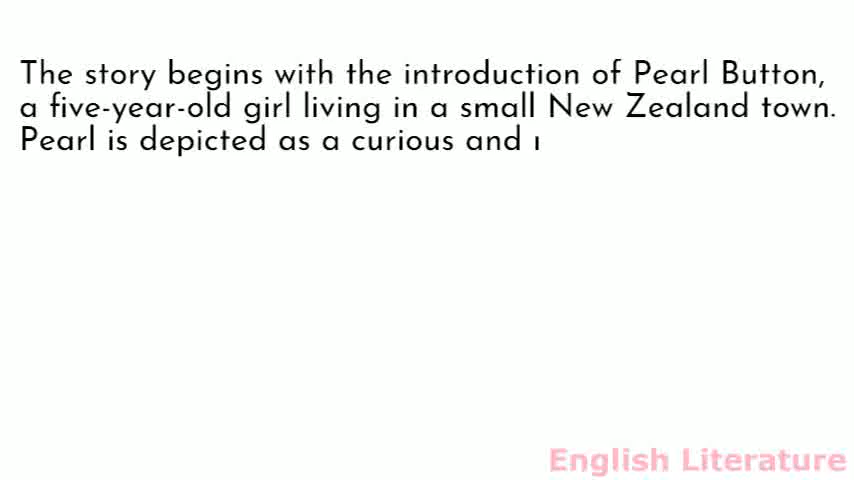 The story begins with the introduction of Pearl Button,
a five-year-old girl living in a small New Zealand town.
Pearl is depicted as a curious and
English Literature